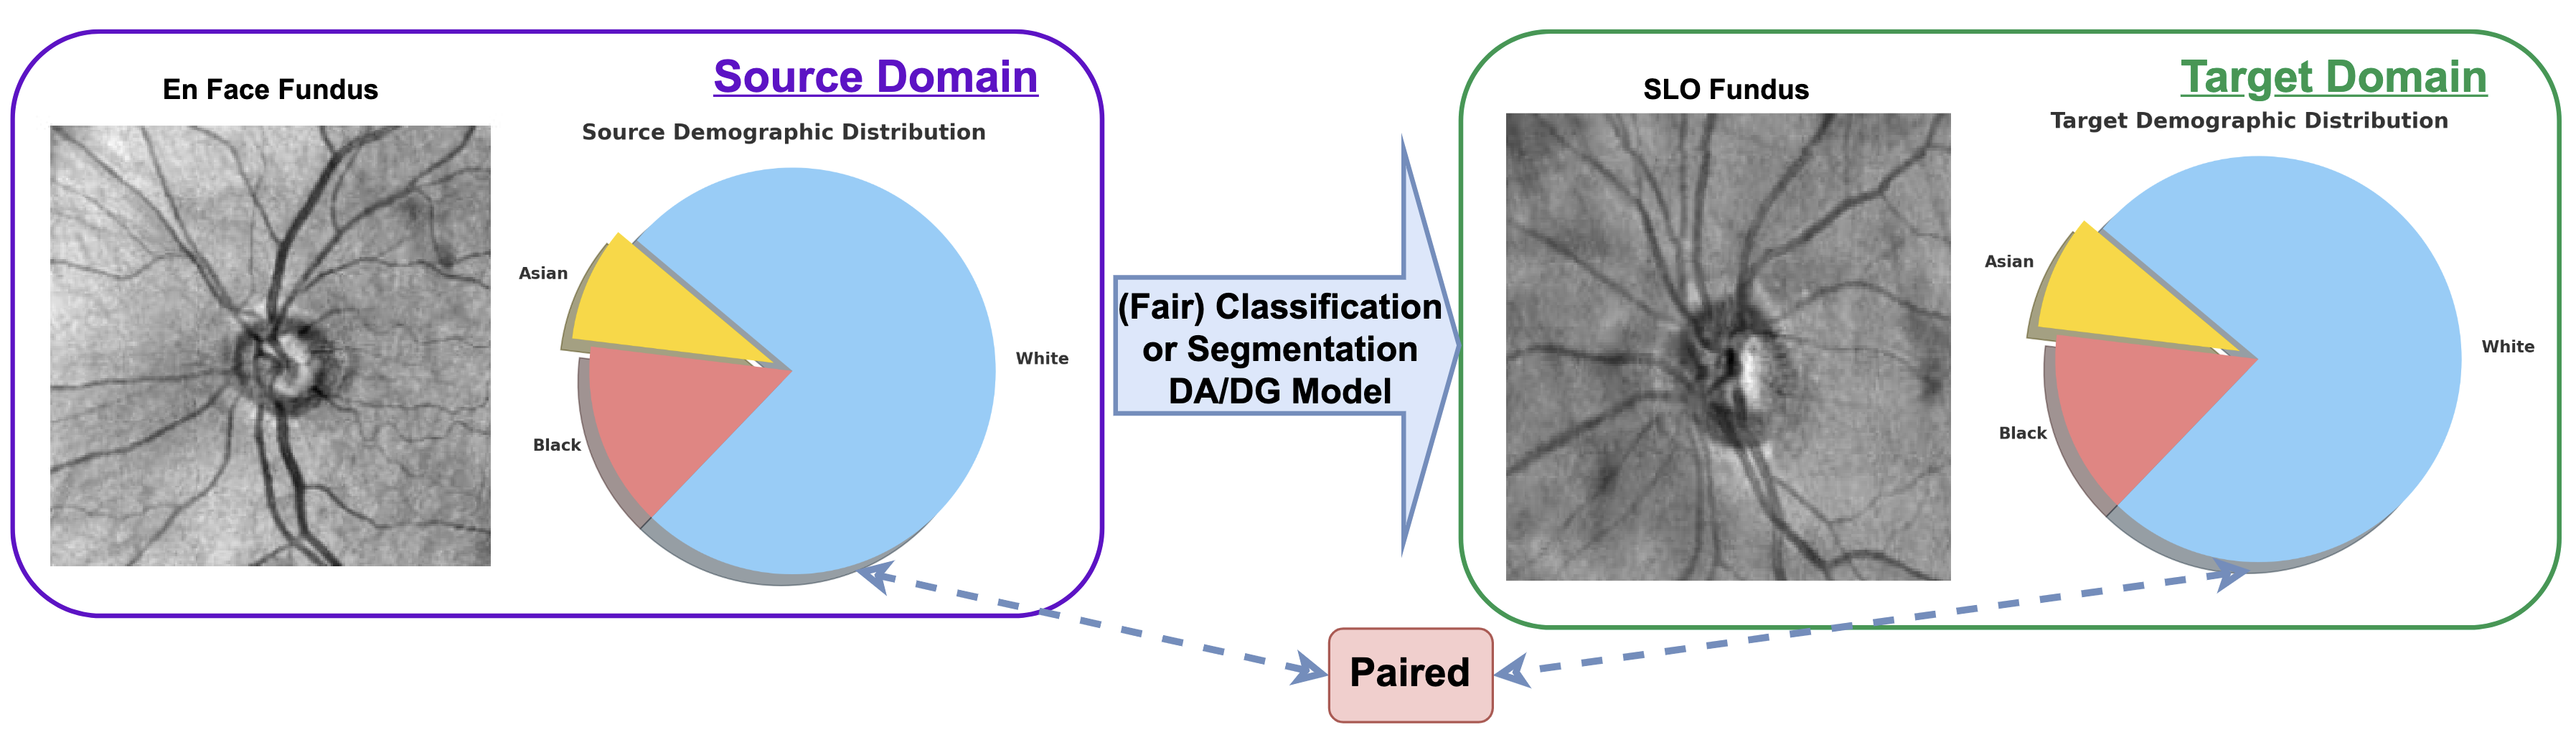 Source Domain
En Face Fundus
Source Demographic Distribution
Asian
White
Black
(Fair) Classification
or Segmentation
DA/DG Model
Target Domain
SLO Fundus
Target Demographic Distribution
Asian
White
Black
Paired